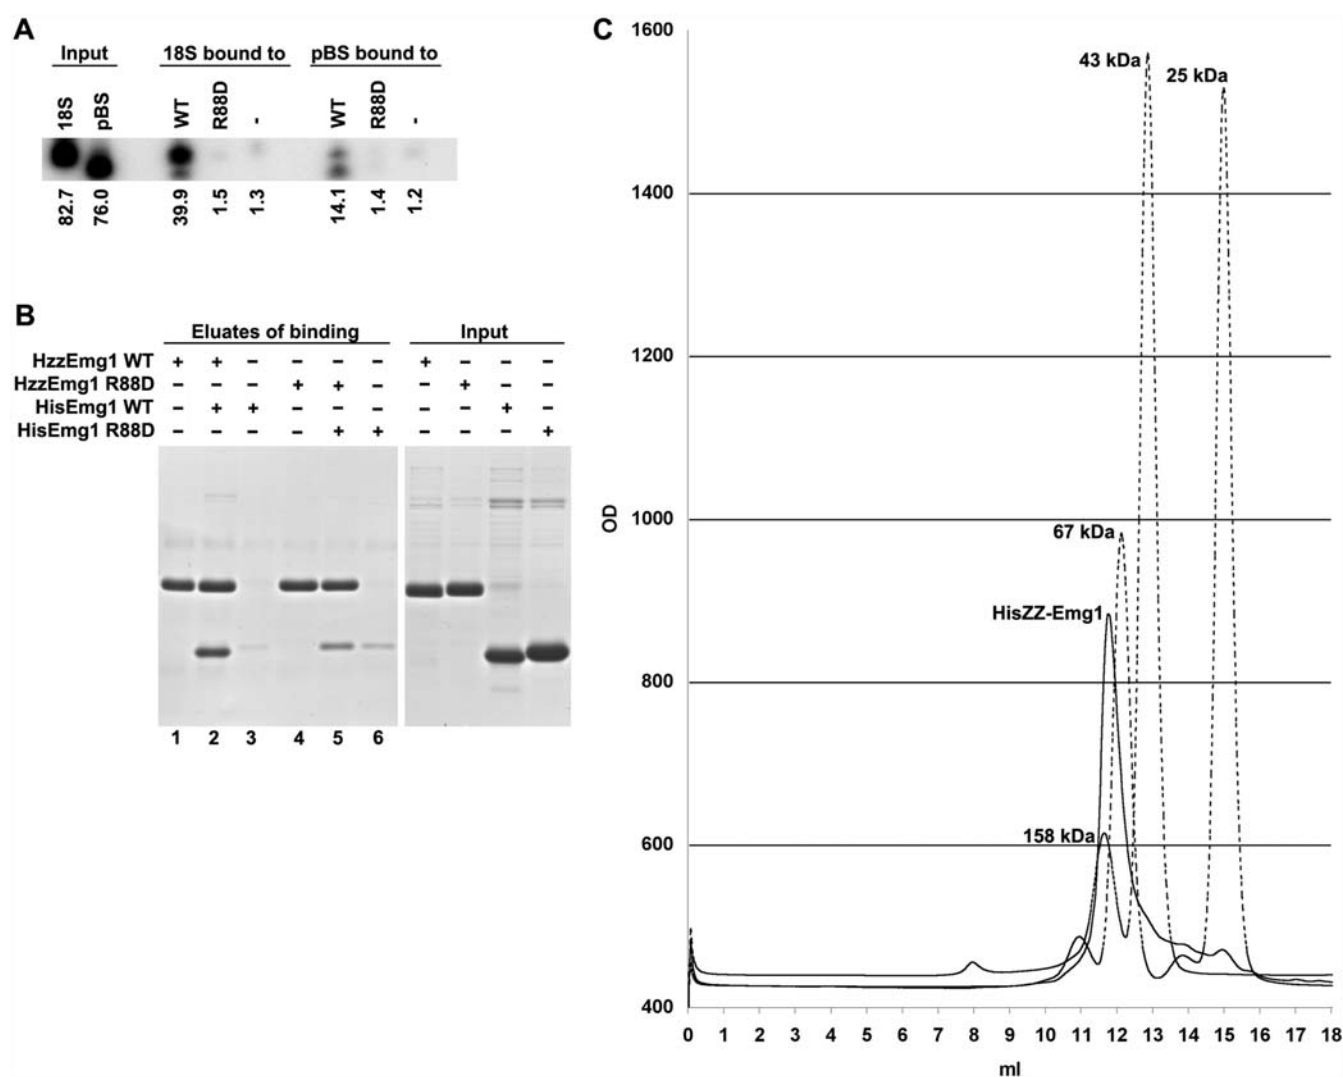 A
Input 18S bound to pBS bound to
18S pBS WT R88D - WT R88D -
82.7 76.0 39.9 1.5 1.3 14.1 1.4 1.2
B
Eluates of binding Input
HzzEmg1 WT + + – – – – + – – –
HzzEmg1 R88D – – – + + – – + – –
HisEmg1 WT – + + – – – – – + –
HisEmg1 R88D – – – – + + – – – +
1 2 3 4 5 6
C
1600
43 kDa
25 kDa
1400
1200
1000
OD
67 kDa
HisZZ-Emg1
800
158 kDa
600
400
0 1 2 3 4 5 6 7 8 9 10 11 12 13 14 15 16 17 18
ml